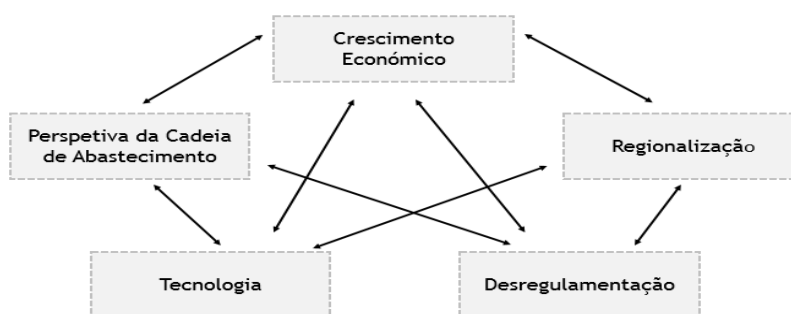 Crescimento
Económico
Perspetiva da Cadeia
de Abastecimento
Regionalização
Tecnologia
Desregulamentação